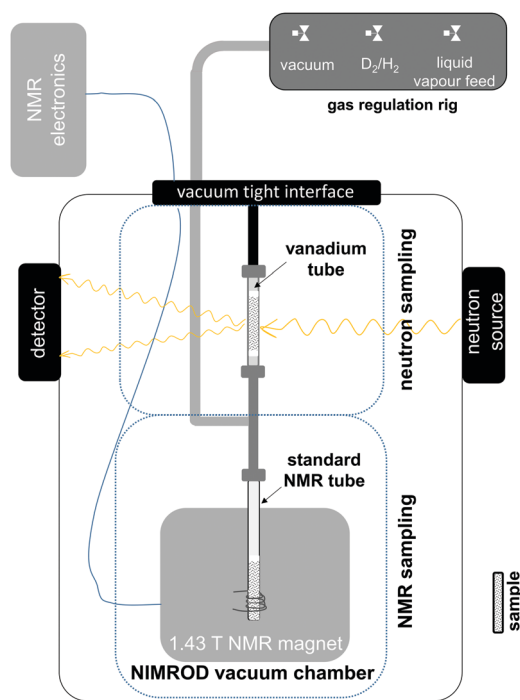 NMR
electronics
vacuum
D₂/H₂
liquid
vapour feed
gas regulation rig
vacuum tight interface
vanadium
tube
neutron sampling
detector
neutron
source
standard
NMR tube
NMR sampling
1.43 T NMR magnet
NIMROD vacuum chamber
sample